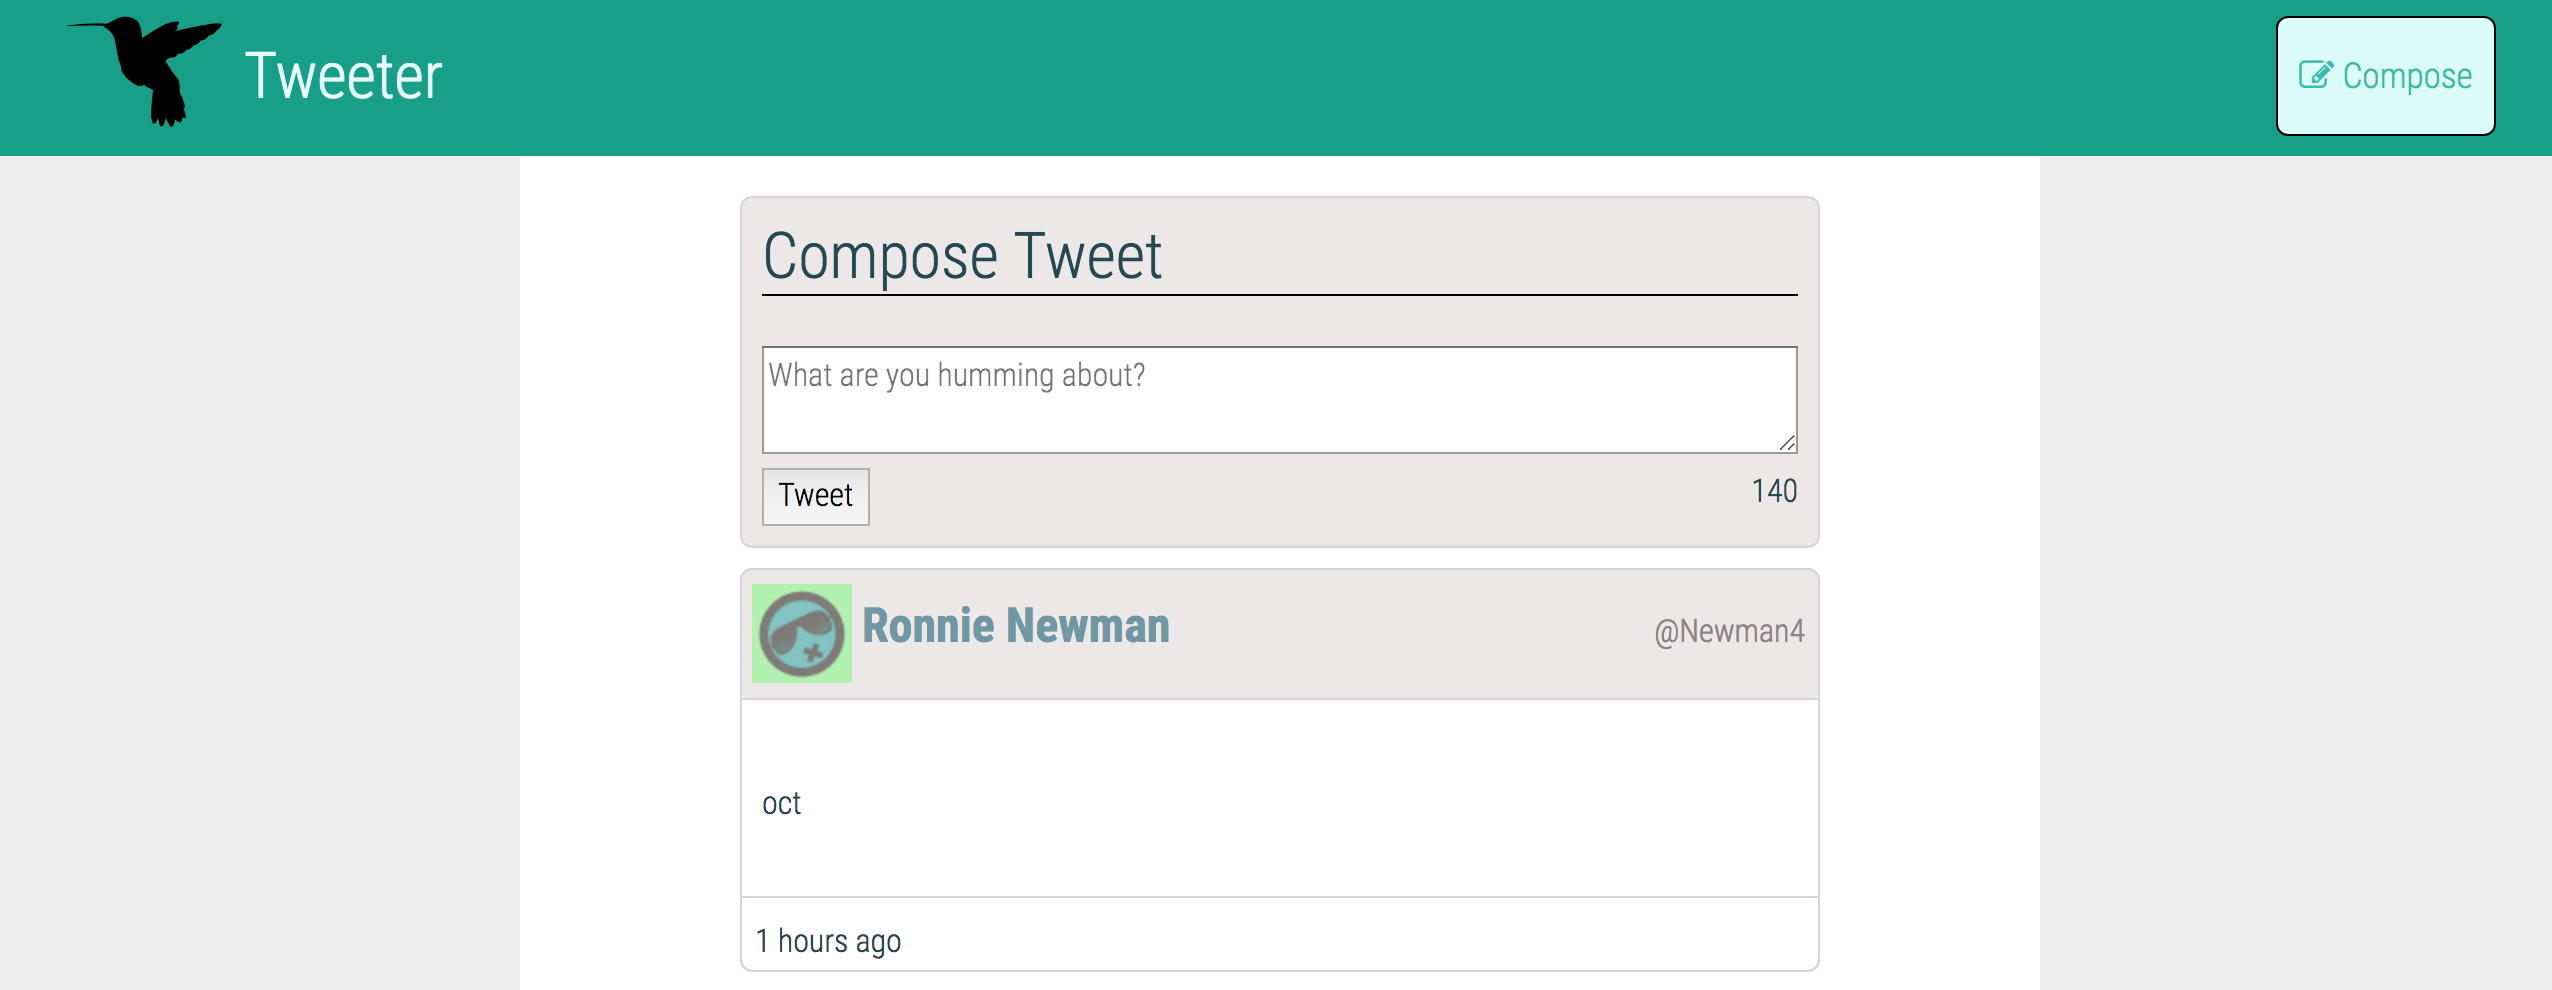 Tweeter
Compose
Compose Tweet
What are you humming about?
Tweet
140
Ronnie Newman
@Newman4
oct
1 hours ago